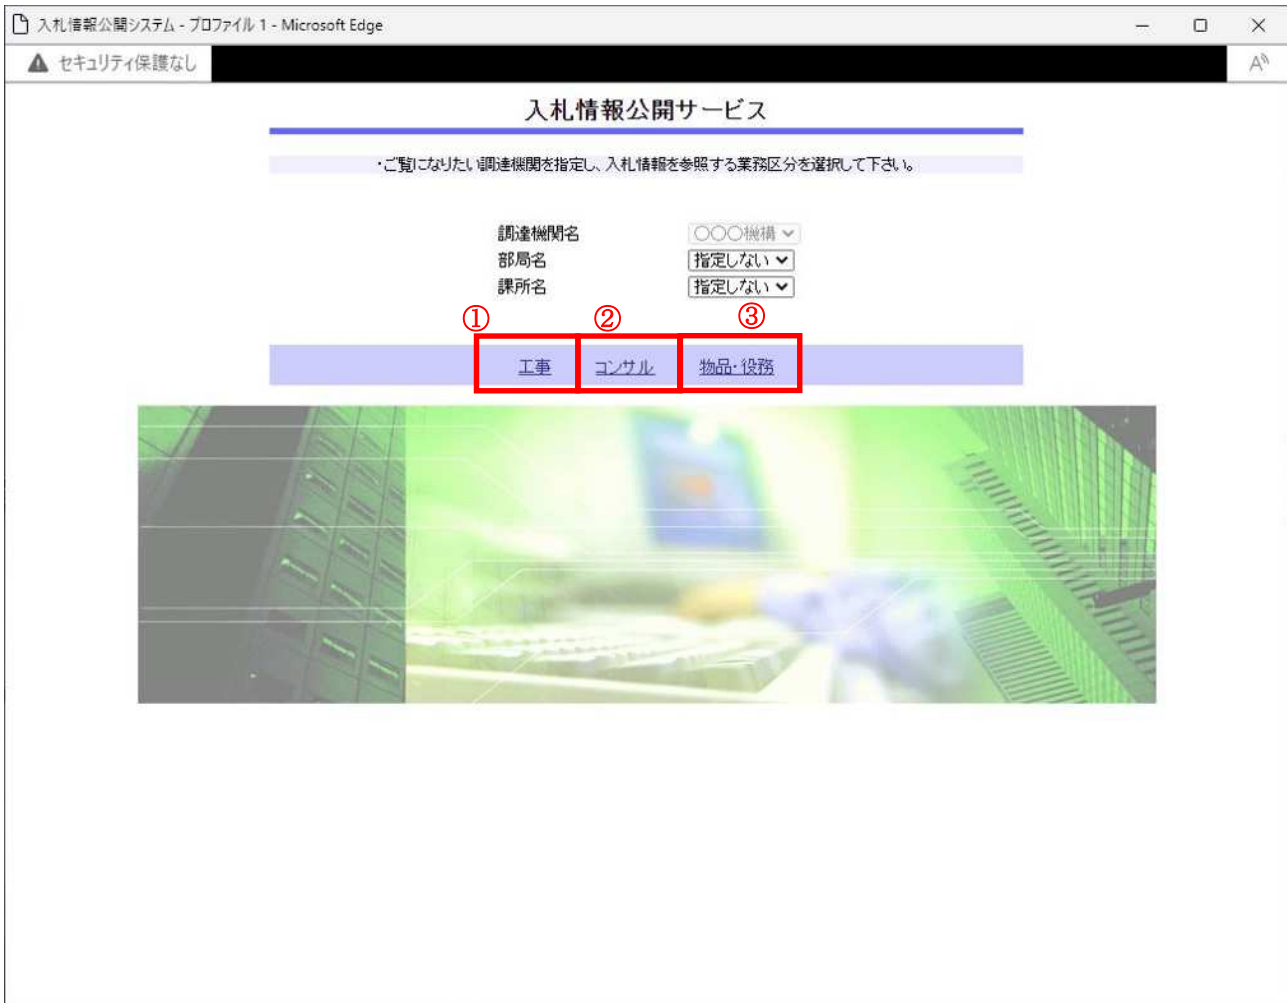 入札情報公開システム - プロファイル 1 - Microsoft Edge
セキュリティ保護なし
入札情報公開サービス
・ご覧になりたい調達機関を指定し、入札情報を参照する業務区分を選択して下さい。
調達機関名 〇〇〇機構
部局名 指定しない
課所名 指定しない
① ② ③
工事 コンサル 物品・役務